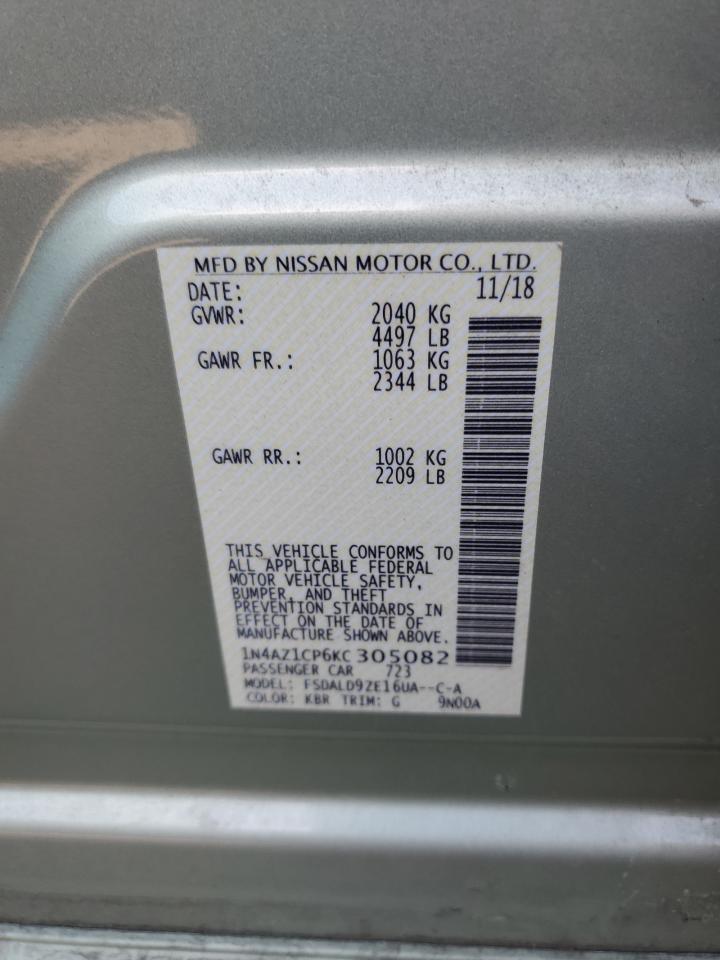 MFD BY NISSAN MOTOR CO., LTD.
DATE: 11/18
GVWR: 2040 KG
4497 LB
GAWR FR.: 1063 KG
2344 LB
GAWR RR.: 1002 KG
2209 LB
THIS VEHICLE CONFORMS TO
ALL APPLICABLE FEDERAL
MOTOR VEHICLE SAFETY,
BUMPER, AND THEFT
PREVENTION STANDARDS IN
EFFECT ON THE DATE OF
MANUFACTURE SHOWN ABOVE.
1N4AZ1CP6KC305082
PASSENGER CAR 723
MODEL: FSDALD9ZE16UA--C-A
COLOR: KBR TRIM: G 9N00A